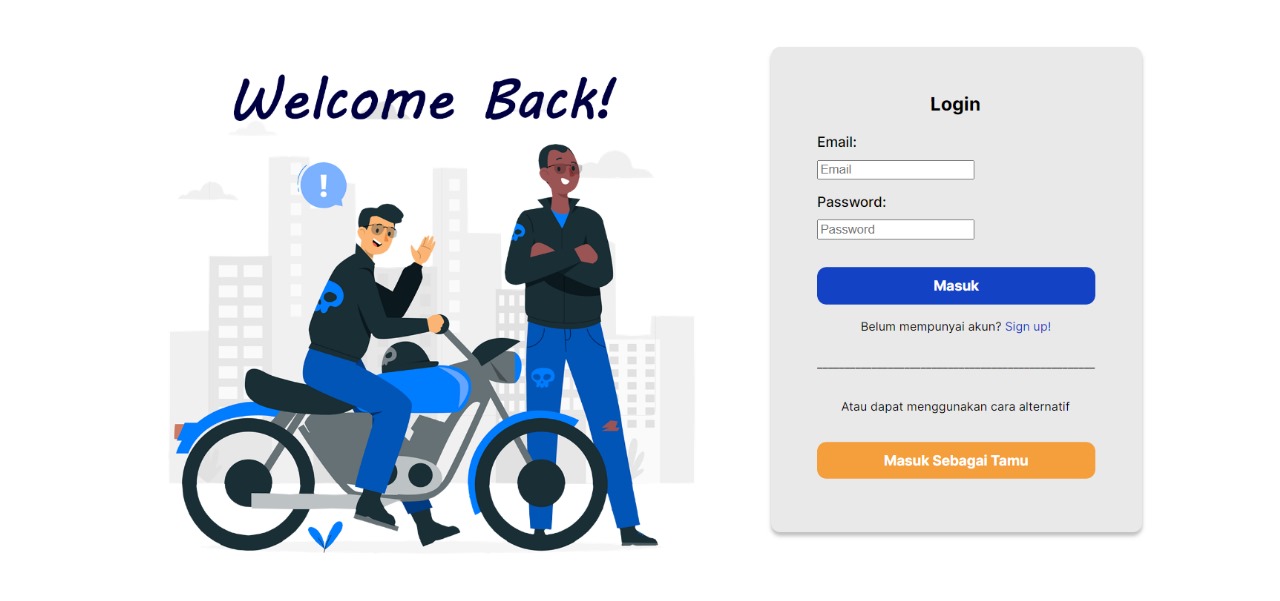 Welcome Back!
!
Login
Email:
Email
Password:
Password
Masuk
Belum mempunyai akun? Sign up!
Atau dapat menggunakan cara alternatif
Masuk Sebagai Tamu